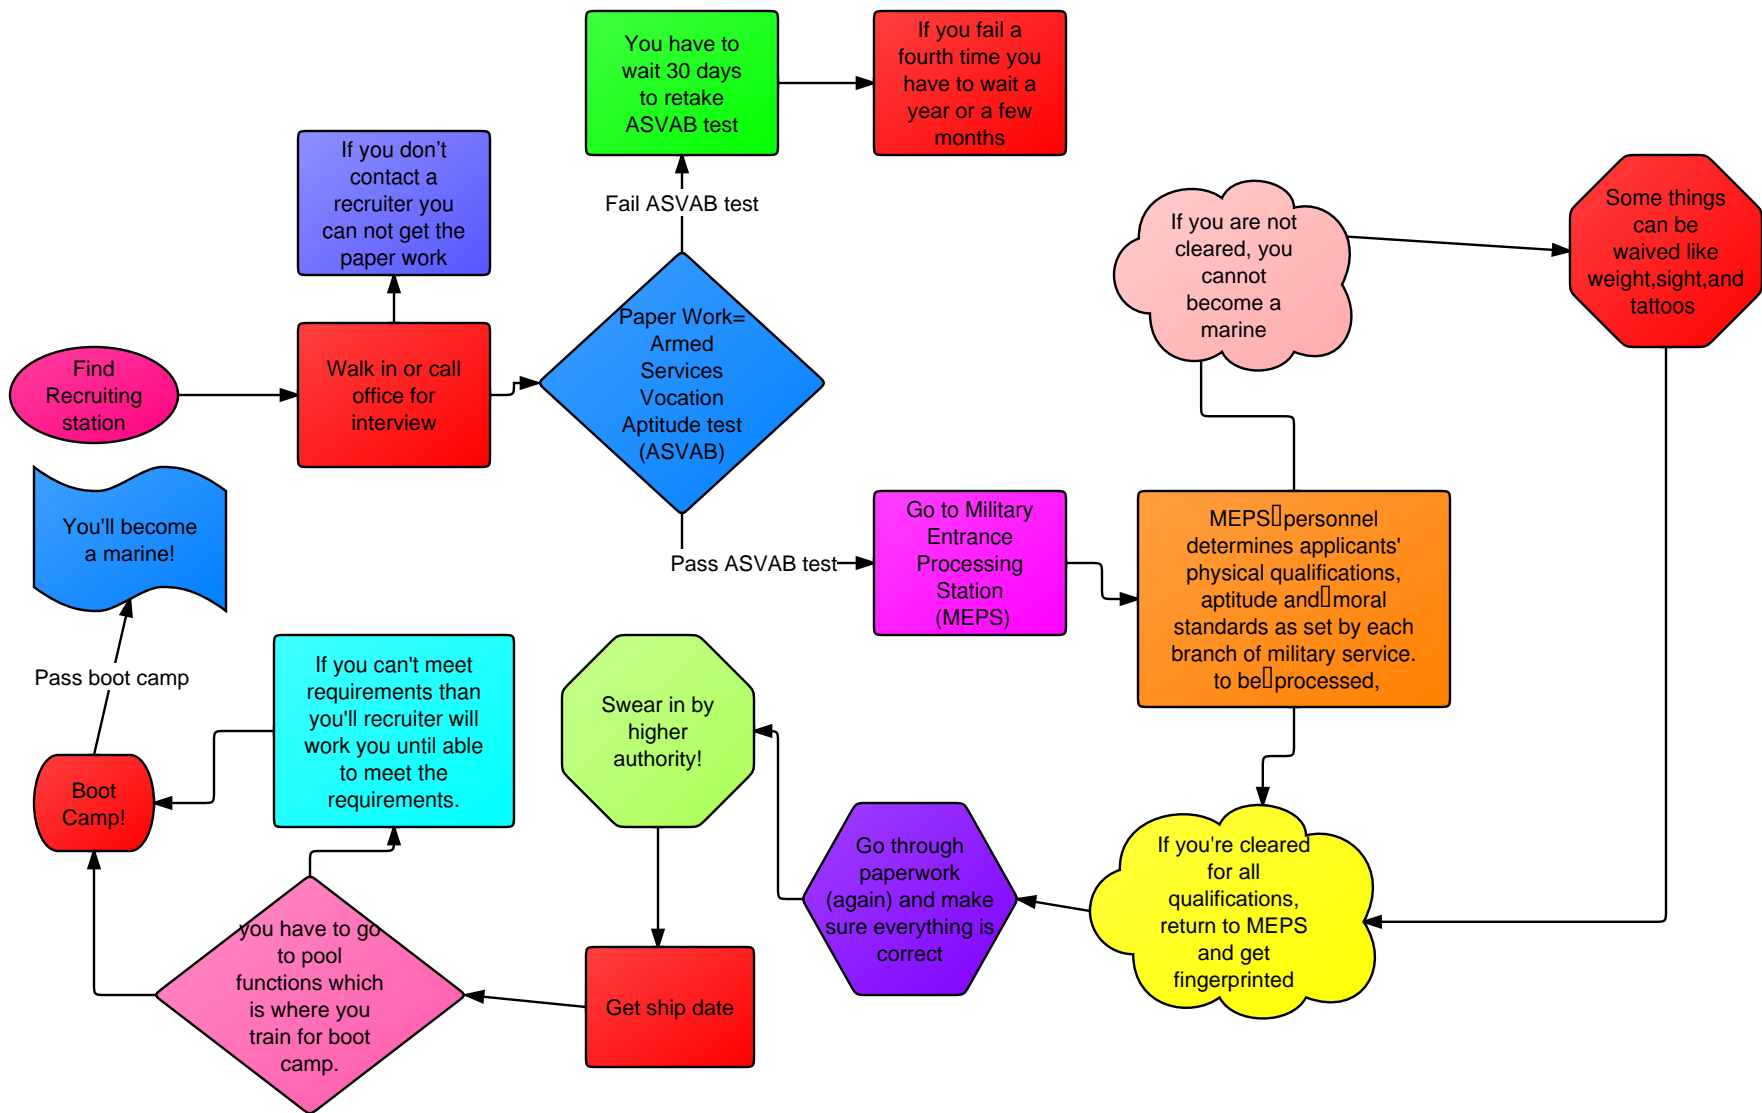 You have to
wait 30 days
to retake
ASVAB test
If you fail a
fourth time you
have to wait a
year or a few
months
If you don’t
contact a
recruiter you
can not get the
paper work
Fail ASVAB test
If you are not
cleared, you
cannot
become a
marine
Some things
can be
waived like
weight,sight,and
tattoos
Find
Recruiting
station
Walk in or call
office for
interview
Paper Work=
Armed
Services
Vocation
Aptitude test
(ASVAB)
Pass ASVAB test
Go to Military
Entrance
Processing
Station
(MEPS)
MEPS personnel
determines applicants'
physical qualifications,
aptitude and moral
standards as set by each
branch of military service.
to be processed,
You'll become
a marine!
Pass boot camp
Boot
Camp!
If you can't meet
requirements than
you'll recruiter will
work you until able
to meet the
requirements.
Swear in by
higher
authority!
Go through
paperwork
(again) and make
sure everything is
correct
If you're cleared
for all
qualifications,
return to MEPS
and get
fingerprinted
you have to go
to pool
functions which
is where you
train for boot
camp.
Get ship date